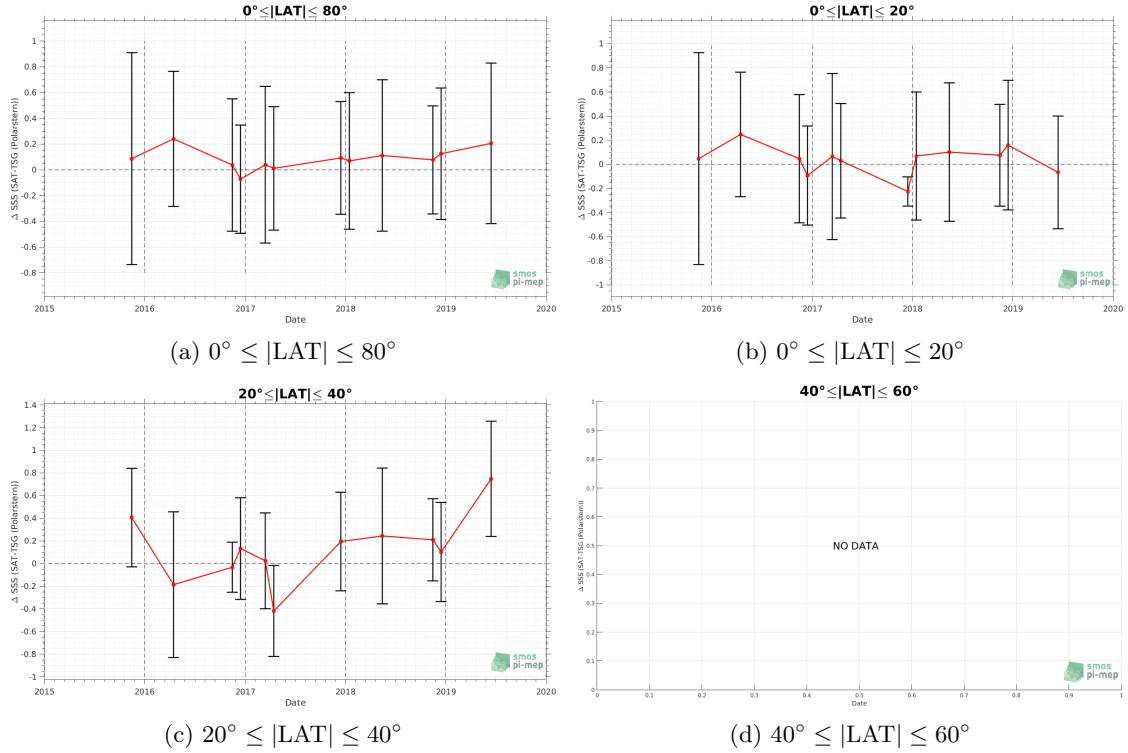 0°≤|LAT|≤ 80°
1
0.8
0.6
0.4
0.2
0
-0.2
-0.4
-0.6
-0.8
Δ SSS (SAT-TSG (Polarstern))
2015 2016 2017 2018 2019 2020
Date
smos
pi-mep
(a) 0° ≤ |LAT| ≤ 80°
0°≤|LAT|≤ 20°
1
0.8
0.6
0.4
0.2
0
-0.2
-0.4
-0.6
-0.8
-1
Δ SSS (SAT-TSG (Polarstern))
2015 2016 2017 2018 2019 2020
Date
smos
pi-mep
(b) 0° ≤ |LAT| ≤ 20°
20°≤|LAT|≤ 40°
1.4
1.2
1
0.8
0.6
0.4
0.2
0
-0.2
-0.4
-0.6
-0.8
-1
Δ SSS (SAT-TSG (Polarstern))
2015 2016 2017 2018 2019 2020
Date
smos
pi-mep
(c) 20° ≤ |LAT| ≤ 40°
40°≤|LAT|≤ 60°
1
0.9
0.8
0.7
0.6
0.5
0.4
0.3
0.2
0.1
0
Δ SSS (SAT-TSG (Polarstern))
NO DATA
0 0.1 0.2 0.3 0.4 0.5 0.6 0.7 0.8 0.9 1
Date
smos
pi-mep
(d) 40° ≤ |LAT| ≤ 60°